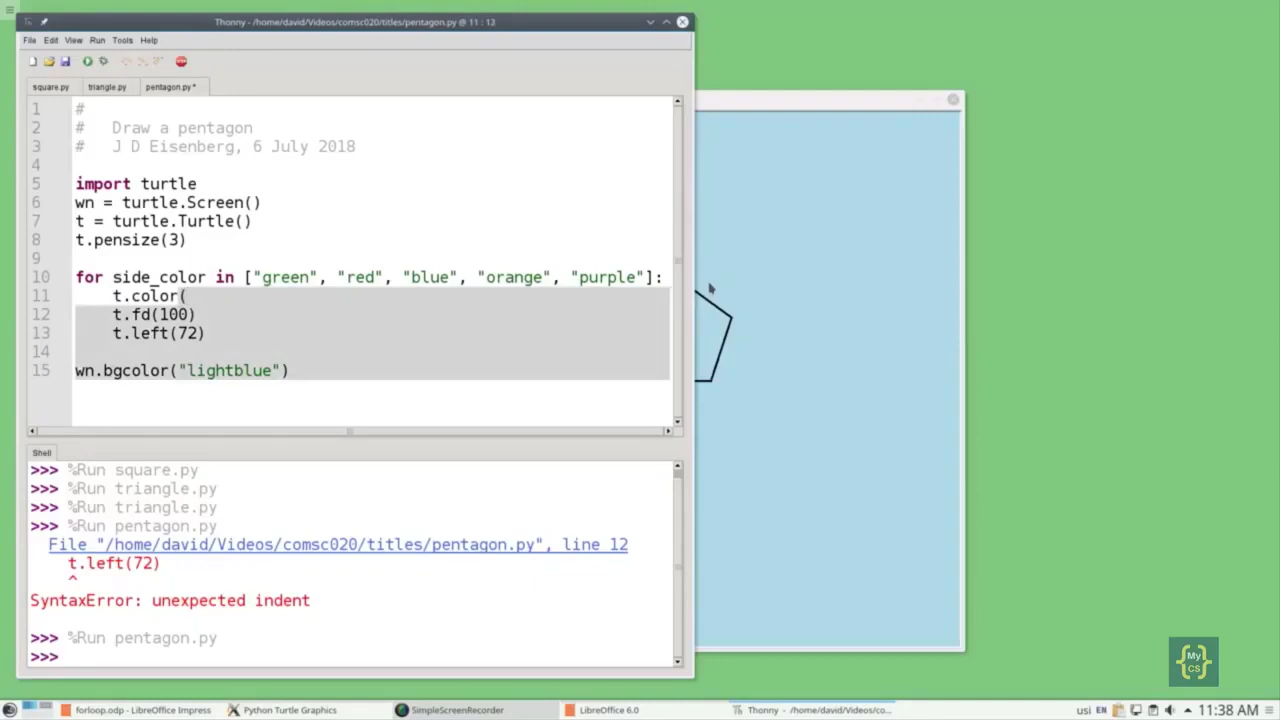 Thonny - /home/david/Videos/comsc020/titles/pentagon.py @ 11 : 13
File Edit View Run Tools Help
square.py triangle.py pentagon.py *
1 #
2 # Draw a pentagon
3 # J D Eisenberg, 6 July 2018
4
5 import turtle
6 wn = turtle.Screen()
7 t = turtle.Turtle()
8 t.pensize(3)
9
10 for side_color in ["green", "red", "blue", "orange", "purple"]:
11 t.color(
12 t.fd(100)
13 t.left(72)
14
15 wn.bgcolor("lightblue")
Shell
>>> %Run square.py
>>> %Run triangle.py
>>> %Run triangle.py
>>> %Run pentagon.py
File "/home/david/Videos/comsc020/titles/pentagon.py", line 12
t.left(72)
^
SyntaxError: unexpected indent
>>> %Run pentagon.py
>>>
{My CS}
forloop.odp - LibreOffice Impress Python Turtle Graphics SimpleScreenRecorder LibreOffice 6.0 Thonny - /home/david/Videos/co... usi EN 11:38 AM